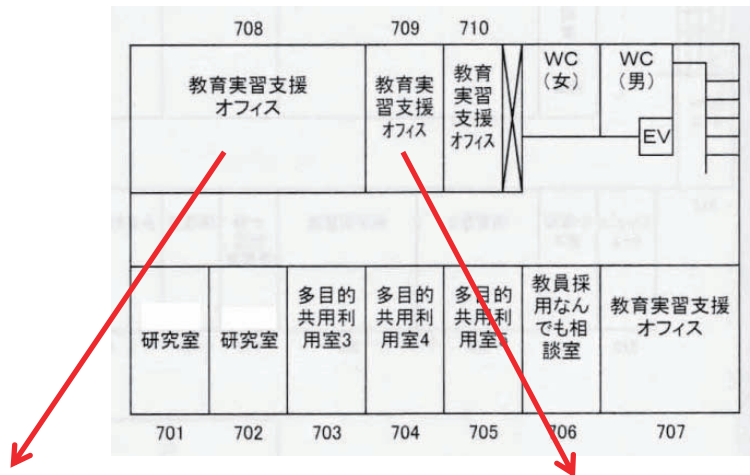 708 709 710
教育実習支援
オフィス
教育実
習支援
オフィス
教育
実習
支援
オフィス
WC
(女)
WC
(男)
EV
研究室
研究室
多目的
共用利
用室3
多目的
共用利
用室4
多目的
共用利
用室5
教員採
用なん
でも相
談室
教育実習支援
オフィス
701 702 703 704 705 706 707